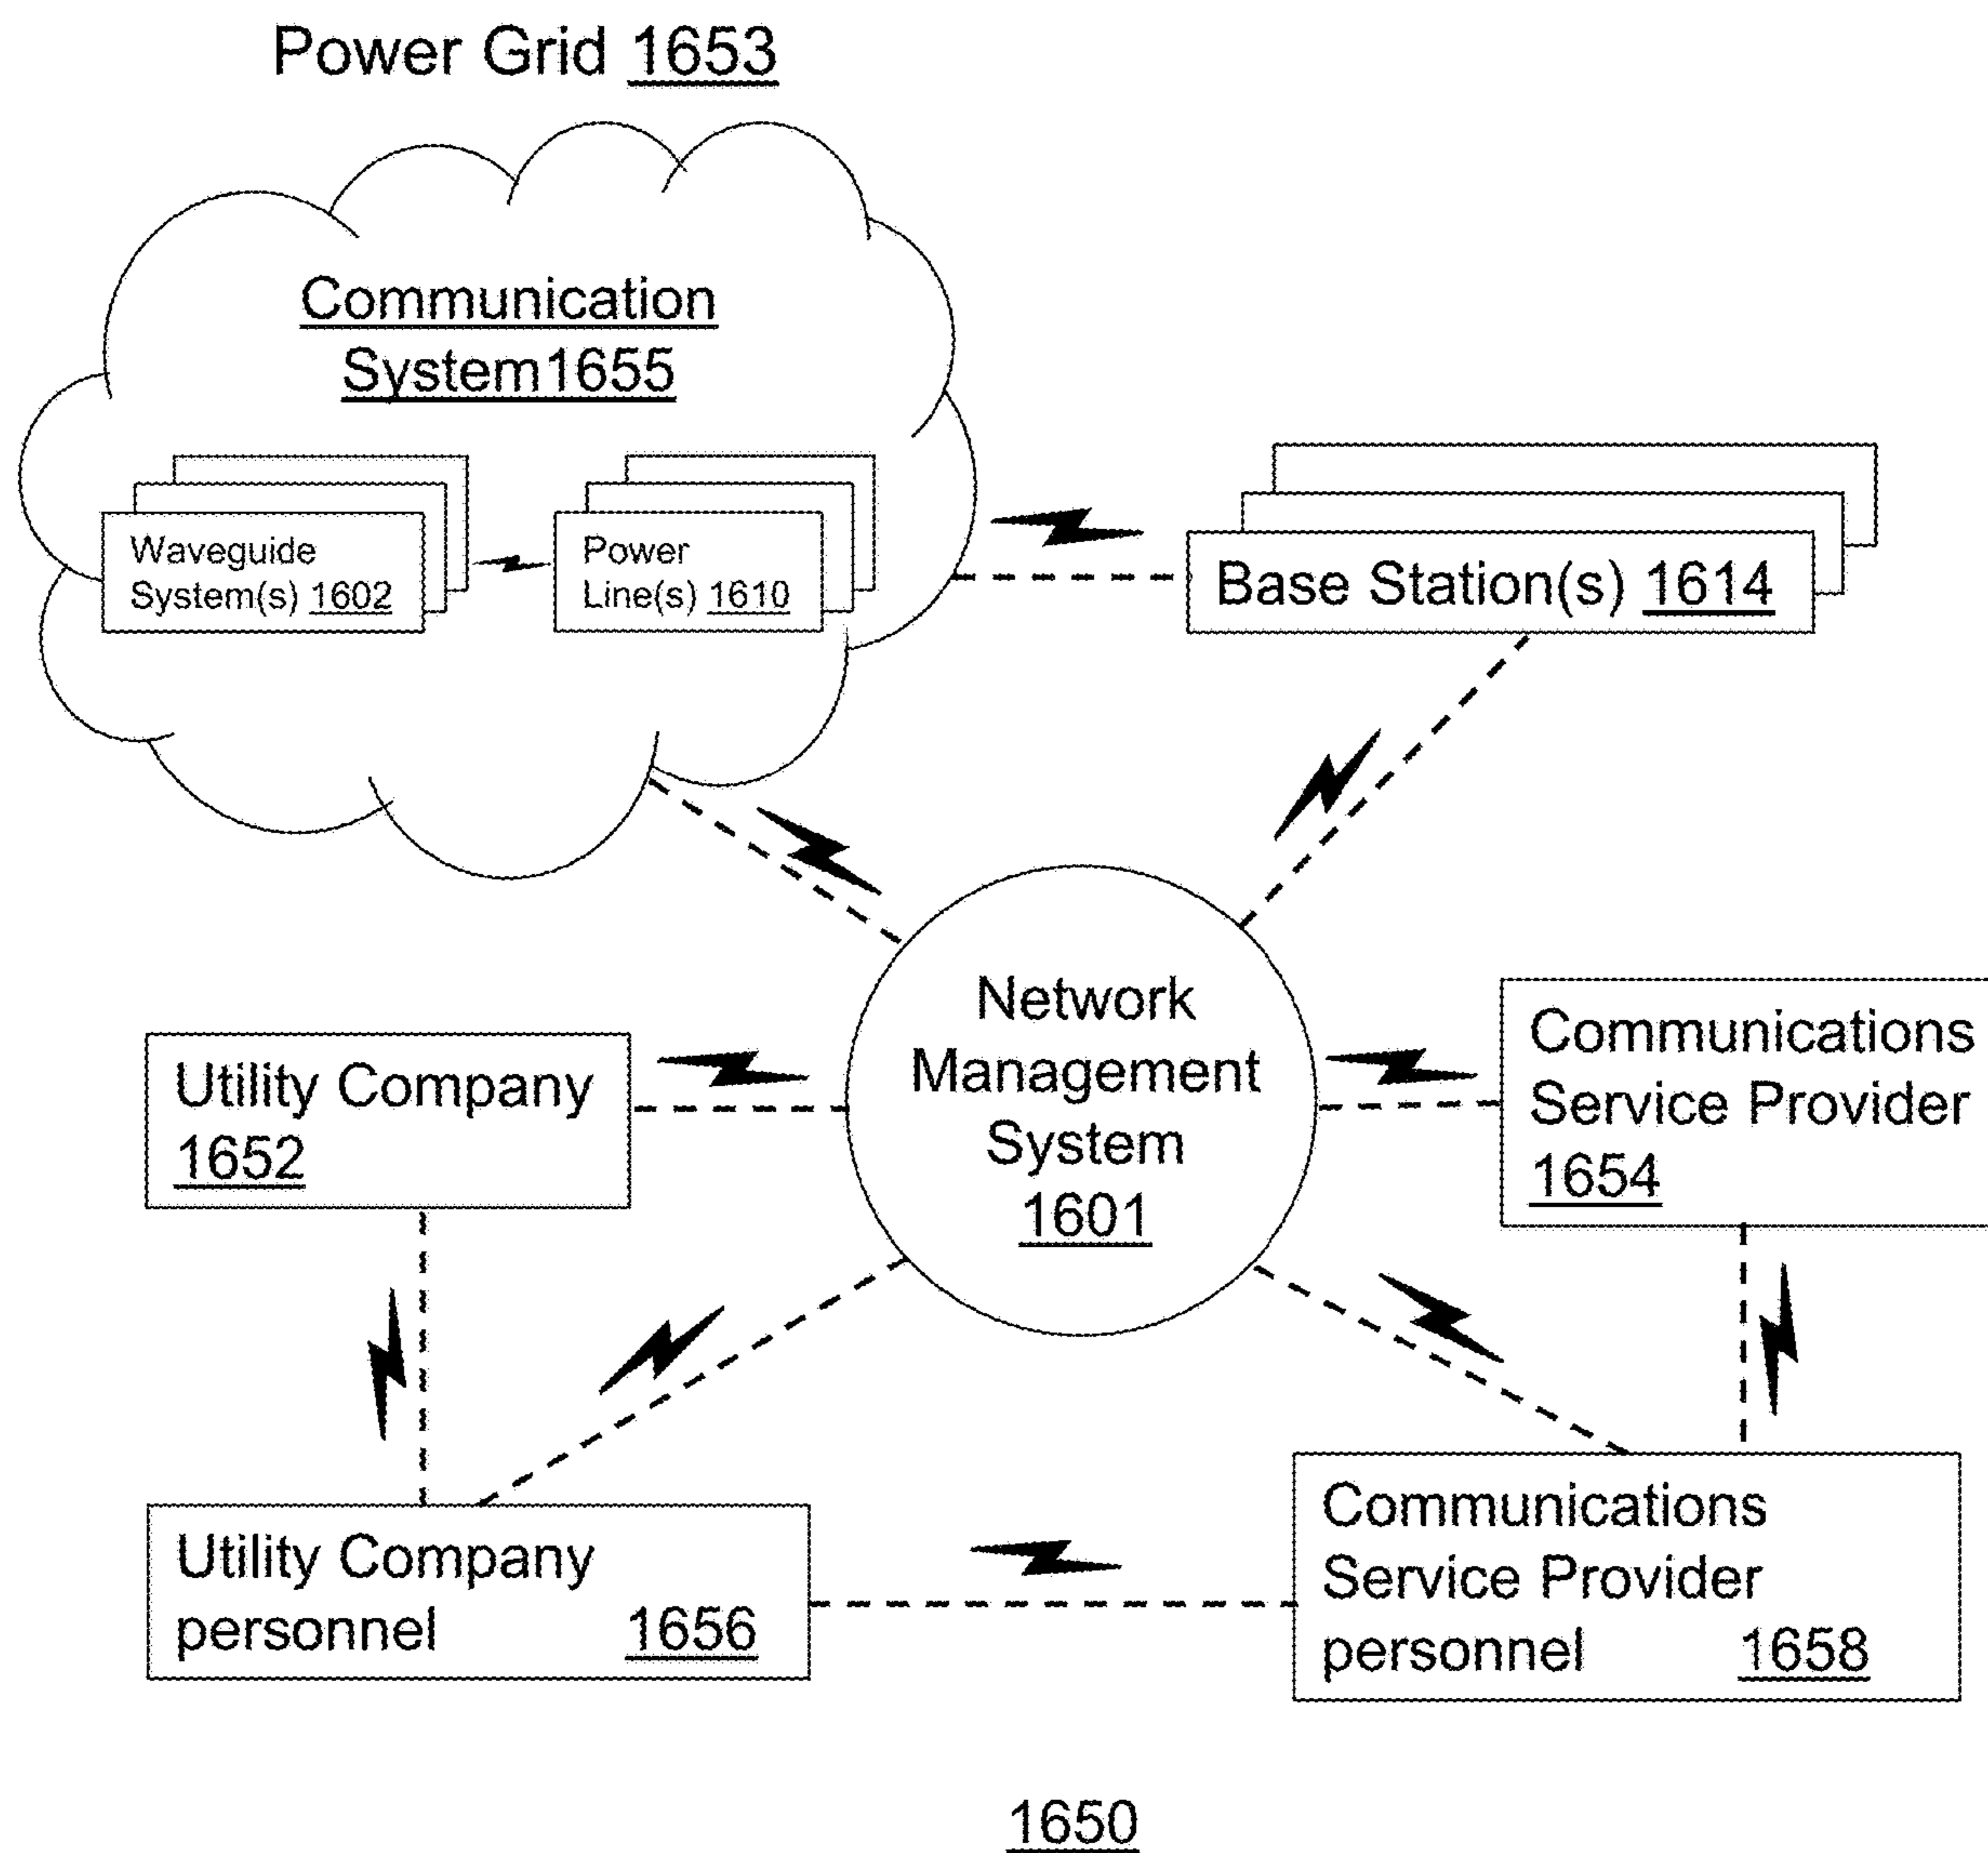 Power Grid 1653
Communication
System1655
Waveguide
System(s) 1602
Power
Line(s) 1610
Base Station(s) 1614
Network
Management
System
1601
Utility Company
1652
Communications
Service Provider
1654
Utility Company
personnel 1656
Communications
Service Provider
personnel 1658
1650